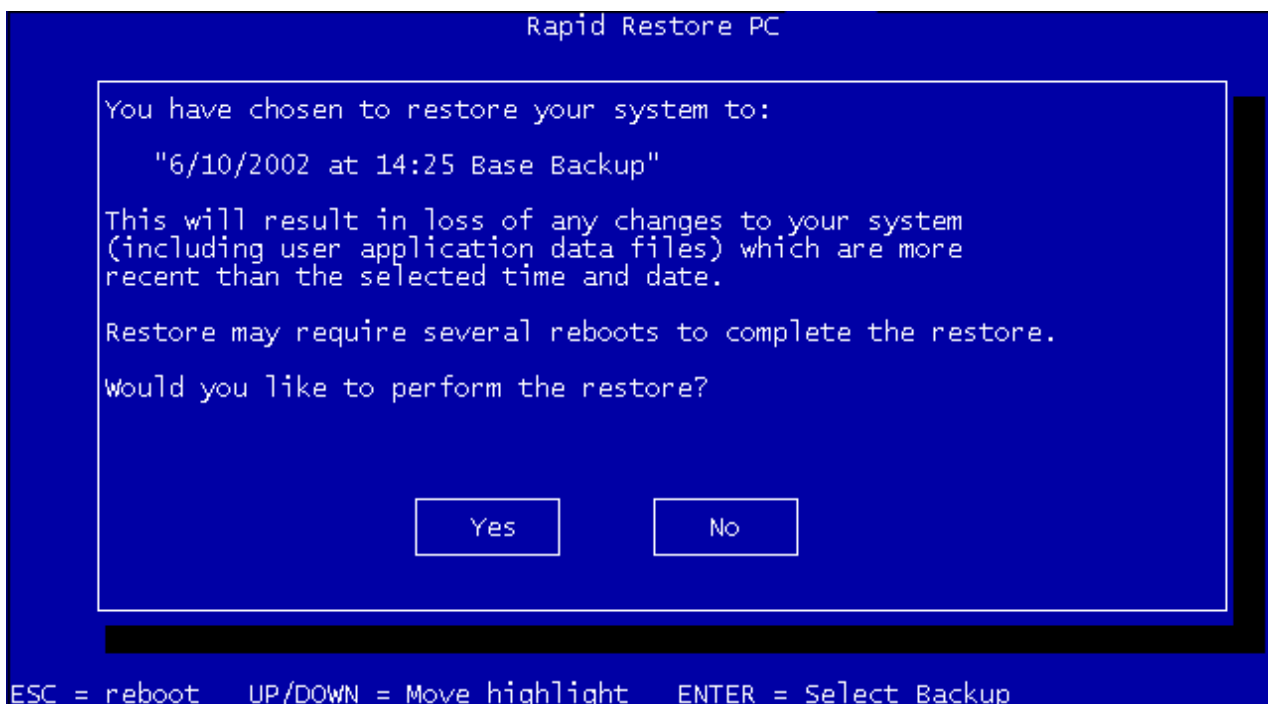 Rapid Restore PC
You have chosen to restore your system to:
"6/10/2002 at 14:25 Base Backup"
This will result in loss of any changes to your system
(including user application data files) which are more
recent than the selected time and date.
Restore may require several reboots to complete the restore.
Would you like to perform the restore?
Yes No
ESC = reboot UP/DOWN = Move highlight ENTER = Select Backup